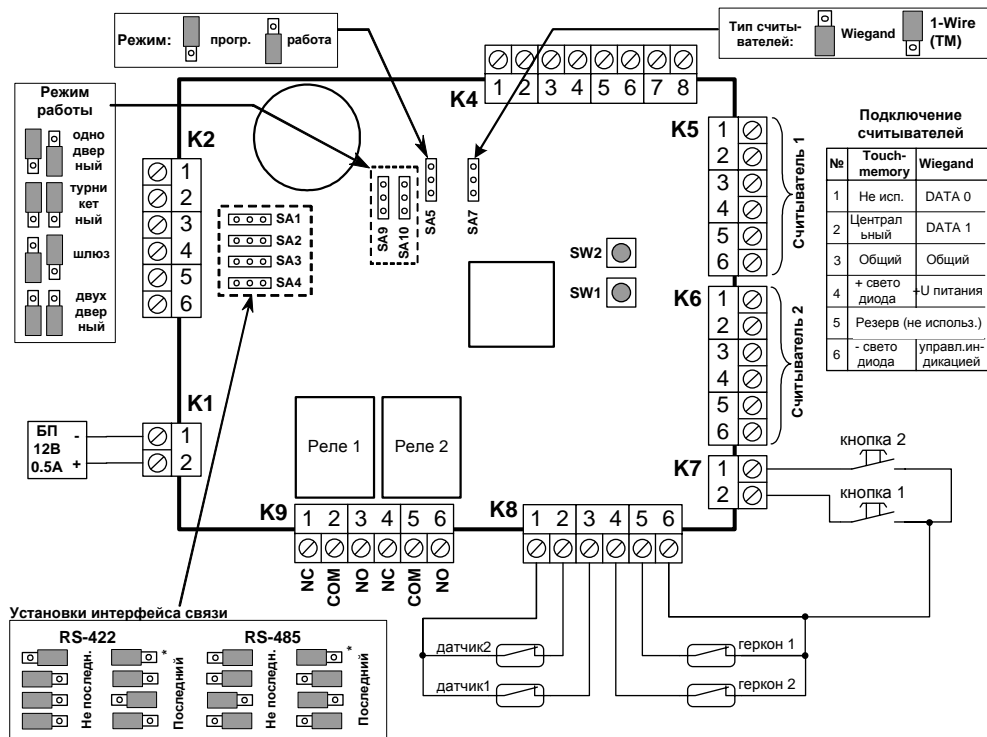 Режим: прогр. работа
Тип считы-
вателей: Wiegand 1-Wire
(TM)
Режим
работы
одно
двер
ный
турни
кет
ный
шлюз
двух
двер
ный
K4
1 2 3 4 5 6 7 8
K2
1
2
3
4
5
6
SA1
SA2
SA3
SA4
SA9
SA10
SA5
SA7
SW2
SW1
K5
1
2
3
4
5
6
Считыватель 1
K6
1
2
3
4
5
6
Считыватель 2
Подключение
считывателей
№ Touch-
memory Wiegand
1 Не исп. DATA 0
2 Централ
ьный DATA 1
3 Общий Общий
4 + свето
диода +U питания
5 Резерв (не использ.)
6 - свето
диода управл.ин-
дикацией
K1
1
2
БП
12В
0.5А
-
+
Реле 1 Реле 2
K7
1
2
кнопка 2
кнопка 1
K9
1 2 3 4 5 6
NC COM NO NC COM NO
K8
1 2 3 4 5 6
датчик2
датчик1
геркон 1
геркон 2
Установки интерфейса связи
RS-422 RS-485
Не последн.
*
Последний
Не последн.
*
Последний